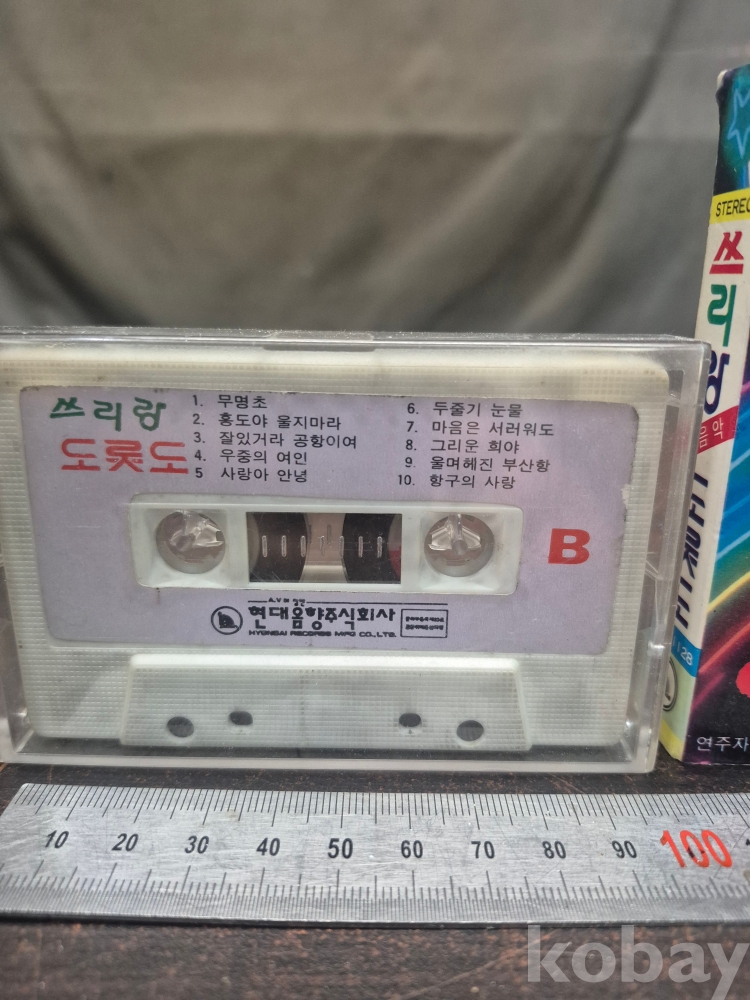 쓰리랑
도롯도
1. 무명초
2. 홍도야 울지마라
3. 잘있거라 공항이여
4. 우중의 여인
5 사랑아 안녕
6. 두줄기 눈물
7. 마음은 서러워도
8. 그리운 희야
9. 울며헤진 부산항
10. 항구의 사랑
B
현대음향주식회사
HYUNDAI RECORDS MFG CO.,LTD.
STEREO
쓰리랑
음악
128
연주자
10 20 30 40 50 60 70 80 90 100
kobay